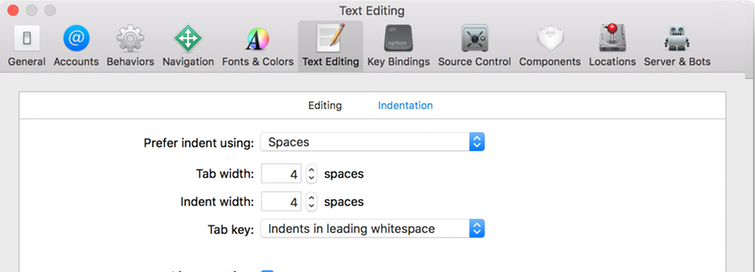 Text Editing
General Accounts Behaviors Navigation Fonts & Colors Text Editing Key Bindings Source Control Components Locations Server & Bots
Editing Indentation
Prefer indent using: Spaces
Tab width: 4 spaces
Indent width: 4 spaces
Tab key: Indents in leading whitespace